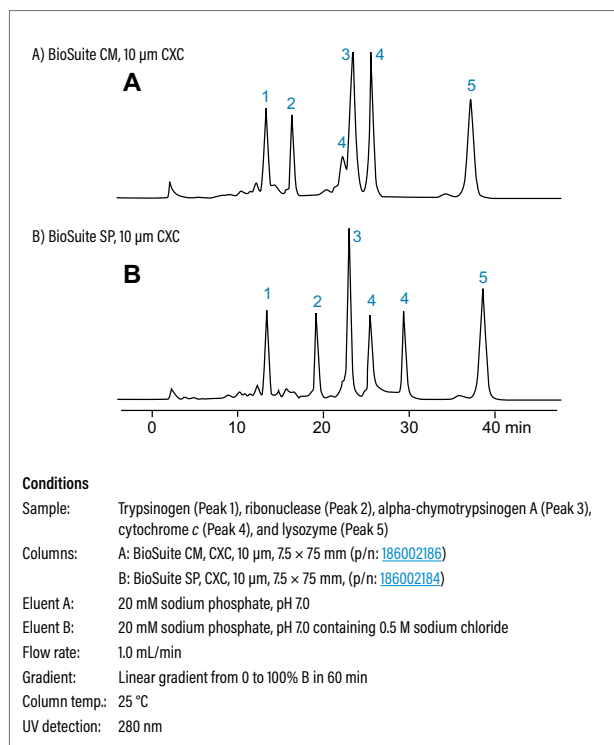 A) BioSuite CM, 10 µm CXC
A
1
2
4
3
4
5
B) BioSuite SP, 10 µm CXC
B
1
2
3
4
4
5
0 10 20 30 40 min
Conditions
Sample: Trypsinogen (Peak 1), ribonuclease (Peak 2), alpha-chymotrypsinogen A (Peak 3),
cytochrome c (Peak 4), and lysozyme (Peak 5)
Columns: A: BioSuite CM, CXC, 10 µm, 7.5 × 75 mm (p/n: 186002186)
B: BioSuite SP, CXC, 10 µm, 7.5 × 75 mm, (p/n: 186002184)
Eluent A: 20 mM sodium phosphate, pH 7.0
Eluent B: 20 mM sodium phosphate, pH 7.0 containing 0.5 M sodium chloride
Flow rate: 1.0 mL/min
Gradient: Linear gradient from 0 to 100% B in 60 min
Column temp.: 25 °C
UV detection: 280 nm